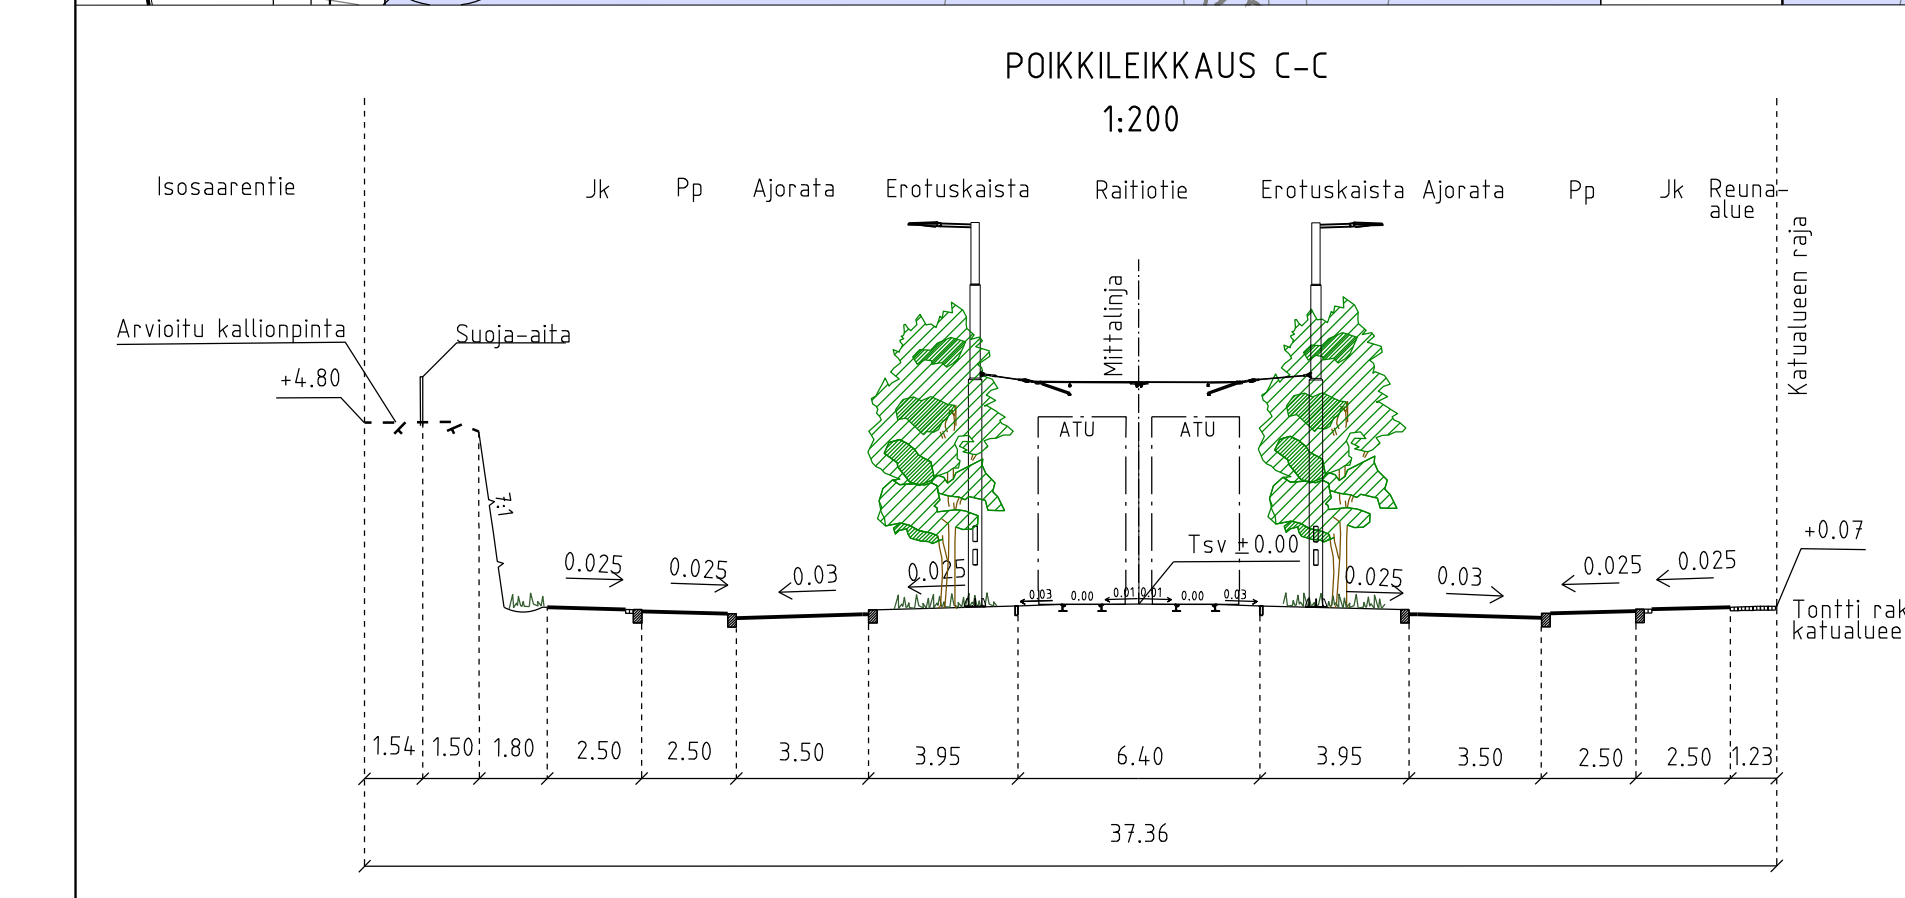 POIKKILEIKKAUS C-C
1:200
Isosaarentie
Jk
Pp
Ajorata
Erotuskaista
Raitiotie
Erotuskaista
Ajorata
Pp
Jk
Reuna-
alue
Katualueen raja
Mittalinja
Arvioitu kallionpinta
Suoja-aita
+4.80
ATU
ATU
7:1
Tsv ±0.00
+0.07
0.025
0.025
0.03
0.025
0.03
0.00
0.01
0.01
0.00
0.03
0.025
0.03
0.025
0.025
Tontti rak
katualuee
1.54
1.50
1.80
2.50
2.50
3.50
3.95
6.40
3.95
3.50
2.50
2.50
1.23
37.36